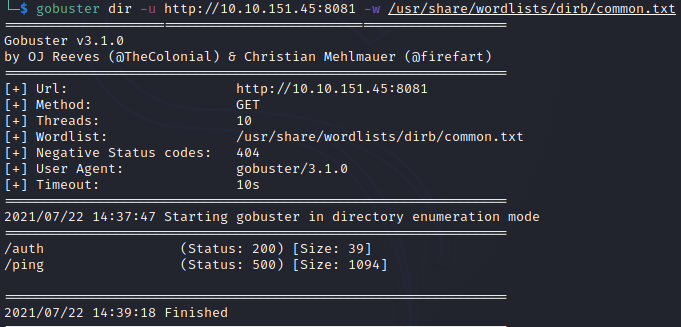 └─$ gobuster dir -u http://10.10.151.45:8081 -w /usr/share/wordlists/dirb/common.txt
===============================================================
Gobuster v3.1.0
by OJ Reeves (@TheColonial) & Christian Mehlmauer (@firefart)
===============================================================
[+] Url:                     http://10.10.151.45:8081
[+] Method:                  GET
[+] Threads:                 10
[+] Wordlist:                /usr/share/wordlists/dirb/common.txt
[+] Negative Status codes:   404
[+] User Agent:              gobuster/3.1.0
[+] Timeout:                 10s
===============================================================
2021/07/22 14:37:47 Starting gobuster in directory enumeration mode
===============================================================
/auth                 (Status: 200) [Size: 39]
/ping                 (Status: 500) [Size: 1094]
===============================================================
2021/07/22 14:39:18 Finished
===============================================================